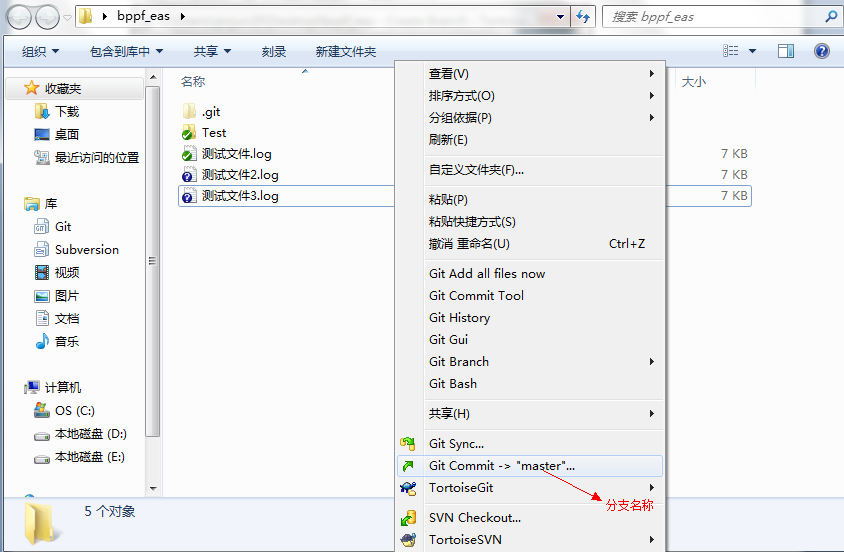 bppf_eas
搜索 bppf_eas
组织 包含到库中 共享 刻录 新建文件夹
名称 大小
收藏夹
下载
桌面
最近访问的位置
库
Git
Subversion
视频
图片
文档
音乐
计算机
OS (C:)
本地磁盘 (D:)
本地磁盘 (E:)
.git
Test
测试文件.log 7 KB
测试文件2.log 7 KB
测试文件3.log 7 KB
查看(V)
排序方式(O)
分组依据(P)
刷新(E)
自定义文件夹(F)...
粘贴(P)
粘贴快捷方式(S)
撤消 重命名(U) Ctrl+Z
Git Add all files now
Git Commit Tool
Git History
Git Gui
Git Branch
Git Bash
共享(H)
Git Sync...
Git Commit -> "master"...
TortoiseGit
分支名称
SVN Checkout...
TortoiseSVN
5 个对象